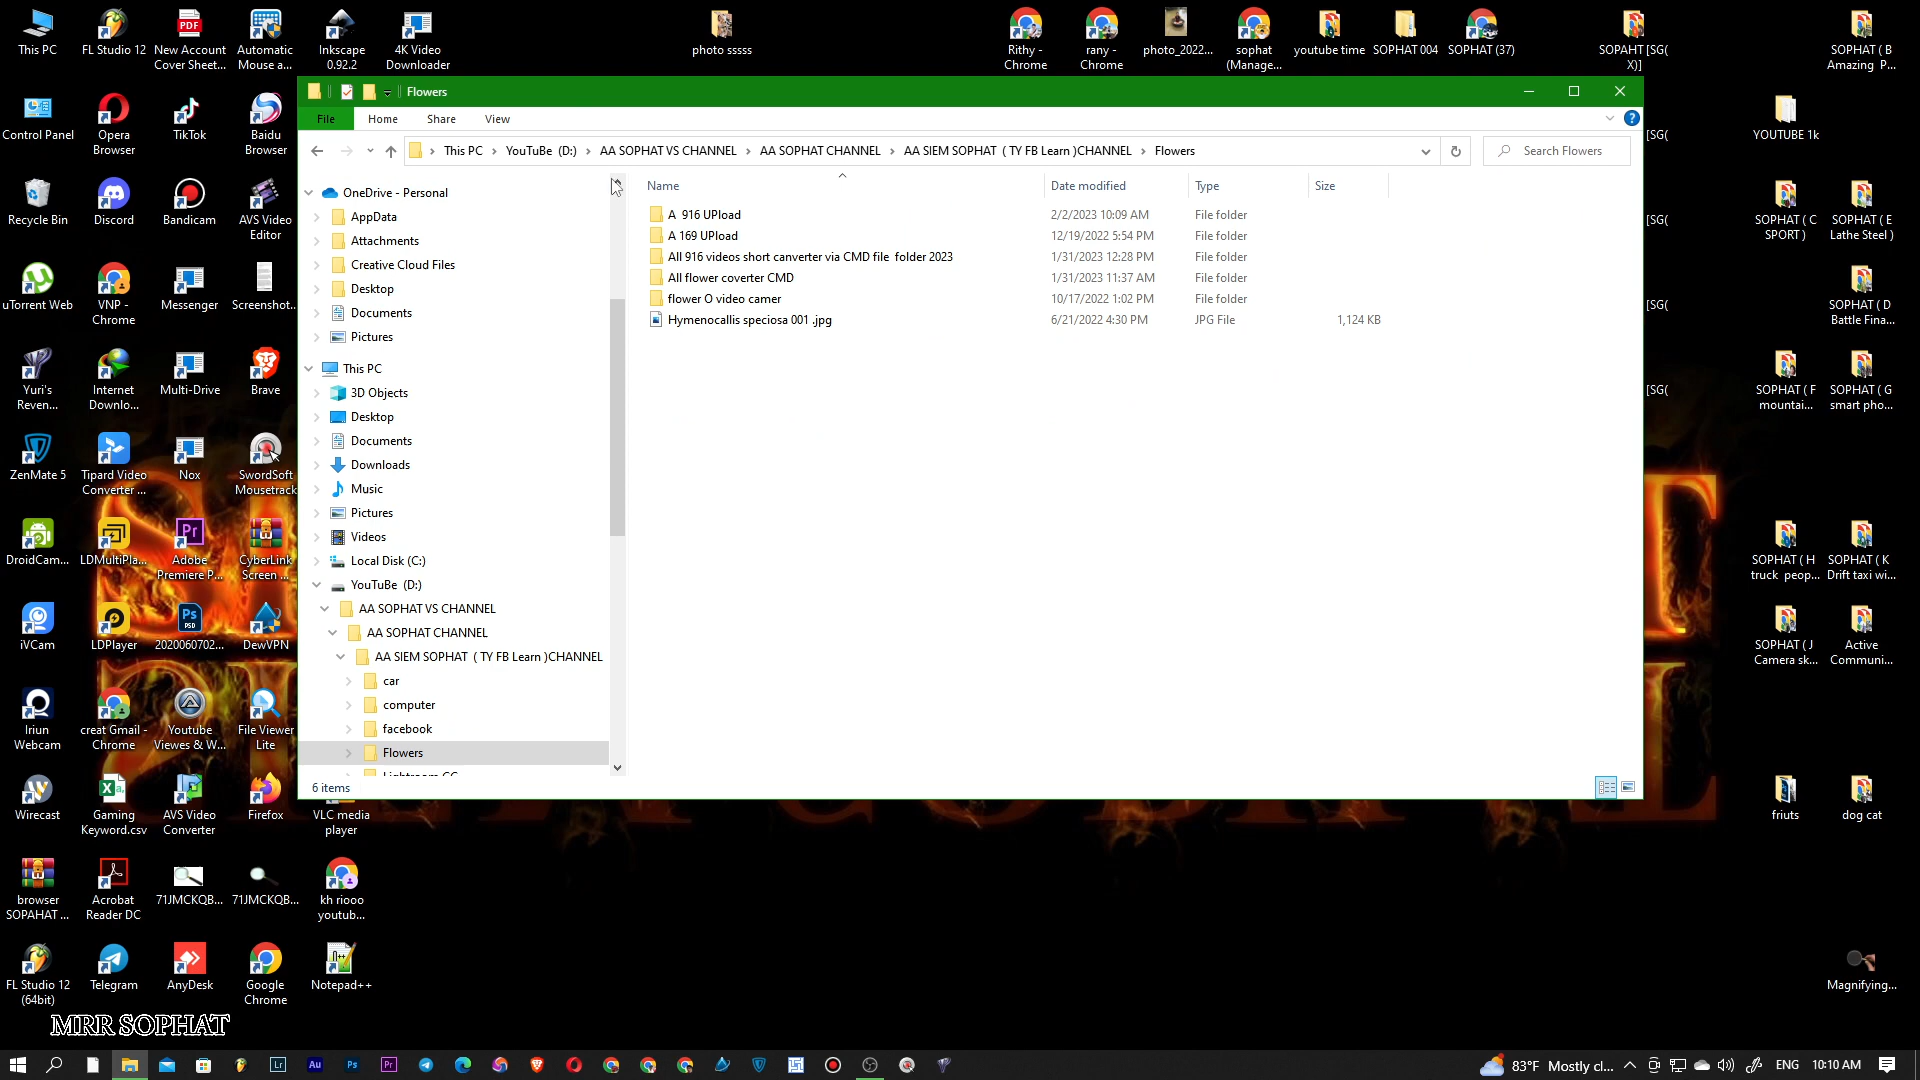 This PC
FL Studio 12
New Account
Cover Sheet...
Automatic
Mouse a...
Inkscape
0.92.2
4K Video
Downloader
photo sssss
Rithy -
Chrome
rany -
Chrome
photo_2022...
sophat
(Manage...
youtube time
SOPHAT 004
SOPHAT (37)
SOPAHT [SG(
X)]
SOPHAT ( B
Amazing P...
Flowers
File
Home
Share
View
This PC
YouTuBe (D:)
AA SOPHAT VS CHANNEL
AA SOPHAT CHANNEL
AA SIEM SOPHAT ( TY FB Learn )CHANNEL
Flowers
Search Flowers
Name
Date modified
Type
Size
A 916 UPload
2/2/2023 10:09 AM
File folder
A 169 UPload
12/19/2022 5:54 PM
File folder
All 916 videos short canverter via CMD file folder 2023
1/31/2023 12:28 PM
File folder
All flower coverter CMD
1/31/2023 11:37 AM
File folder
flower O video camer
10/17/2022 1:02 PM
File folder
Hymenocallis speciosa 001 .jpg
6/21/2022 4:30 PM
JPG File
1,124 KB
OneDrive - Personal
AppData
Attachments
Creative Cloud Files
Desktop
Documents
Pictures
This PC
3D Objects
Desktop
Documents
Downloads
Music
Pictures
Videos
Local Disk (C:)
YouTuBe (D:)
AA SOPHAT VS CHANNEL
AA SOPHAT CHANNEL
AA SIEM SOPHAT ( TY FB Learn )CHANNEL
car
computer
facebook
Flowers
Lightroom CC
6 items
Control Panel
Opera
Browser
TikTok
Baidu
Browser
[SG(
YOUTUBE 1k
Recycle Bin
Discord
Bandicam
AVS Video
Editor
[SG(
SOPHAT ( C
SPORT )
SOPHAT ( E
Lathe Steel )
uTorrent Web
VNP -
Chrome
Messenger
Screenshot...
[SG(
SOPHAT ( D
Battle Fina...
Yuri's
Reven...
Internet
Downlo...
Multi-Drive
Brave
[SG(
SOPHAT ( F
mountai...
SOPHAT ( G
smart pho...
ZenMate 5
Tipard Video
Converter ...
Nox
SwordSoft
Mousetrack
DroidCam...
LDMultiPla...
Adobe
Premiere P...
CyberLink
Screen ...
SOPHAT ( H
truck peop...
SOPHAT ( K
Drift taxi wi...
iVCam
LDPlayer
2020060702...
DewVPN
SOPHAT ( J
Camera sk...
Active
Communi...
Iriun
Webcam
creat Gmail -
Chrome
Youtube
Viewes & W...
File Viewer
Lite
Wirecast
Gaming
Keyword.csv
AVS Video
Converter
Firefox
VLC media
player
friuts
dog cat
browser
SOPAHAT ...
Acrobat
Reader DC
71JMCKQB...
71JMCKQB...
kh riooo
youtub...
FL Studio 12
(64bit)
Telegram
AnyDesk
Google
Chrome
Notepad++
Magnifying...
MRR SOPHAT
83°F Mostly cl...
ENG
10:10 AM